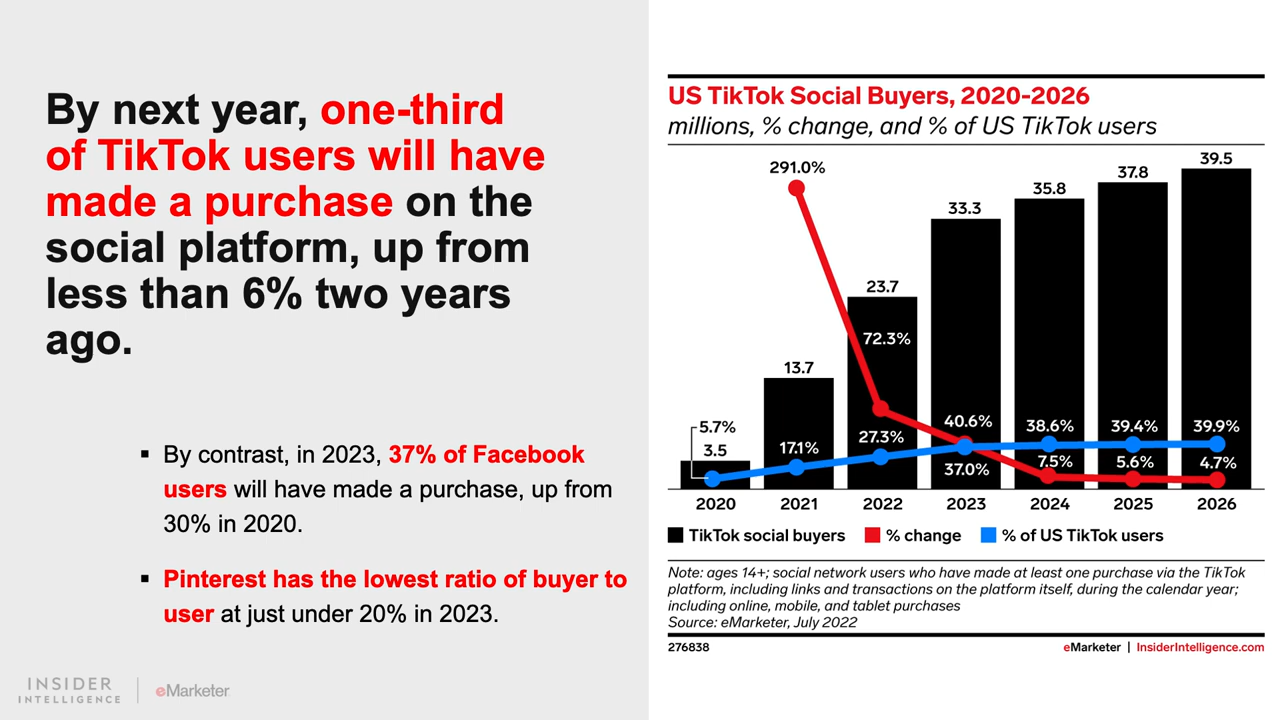 By next year, one-third
of TikTok users will have
made a purchase on the
social platform, up from
less than 6% two years
ago.
▪ By contrast, in 2023, 37% of Facebook
users will have made a purchase, up from
30% in 2020.
▪ Pinterest has the lowest ratio of buyer to
user at just under 20% in 2023.
INSIDER
INTELLIGENCE
eMarketer
US TikTok Social Buyers, 2020-2026
millions, % change, and % of US TikTok users
291.0%
39.5
37.8
35.8
33.3
23.7
72.3%
13.7
5.7%
3.5
17.1%
27.3%
40.6%
37.0%
38.6%
7.5%
39.4%
5.6%
39.9%
4.7%
2020 2021 2022 2023 2024 2025 2026
TikTok social buyers % change % of US TikTok users
Note: ages 14+; social network users who have made at least one purchase via the TikTok
platform, including links and transactions on the platform itself, during the calendar year;
including online, mobile, and tablet purchases
Source: eMarketer, July 2022
276838 eMarketer | InsiderIntelligence.com